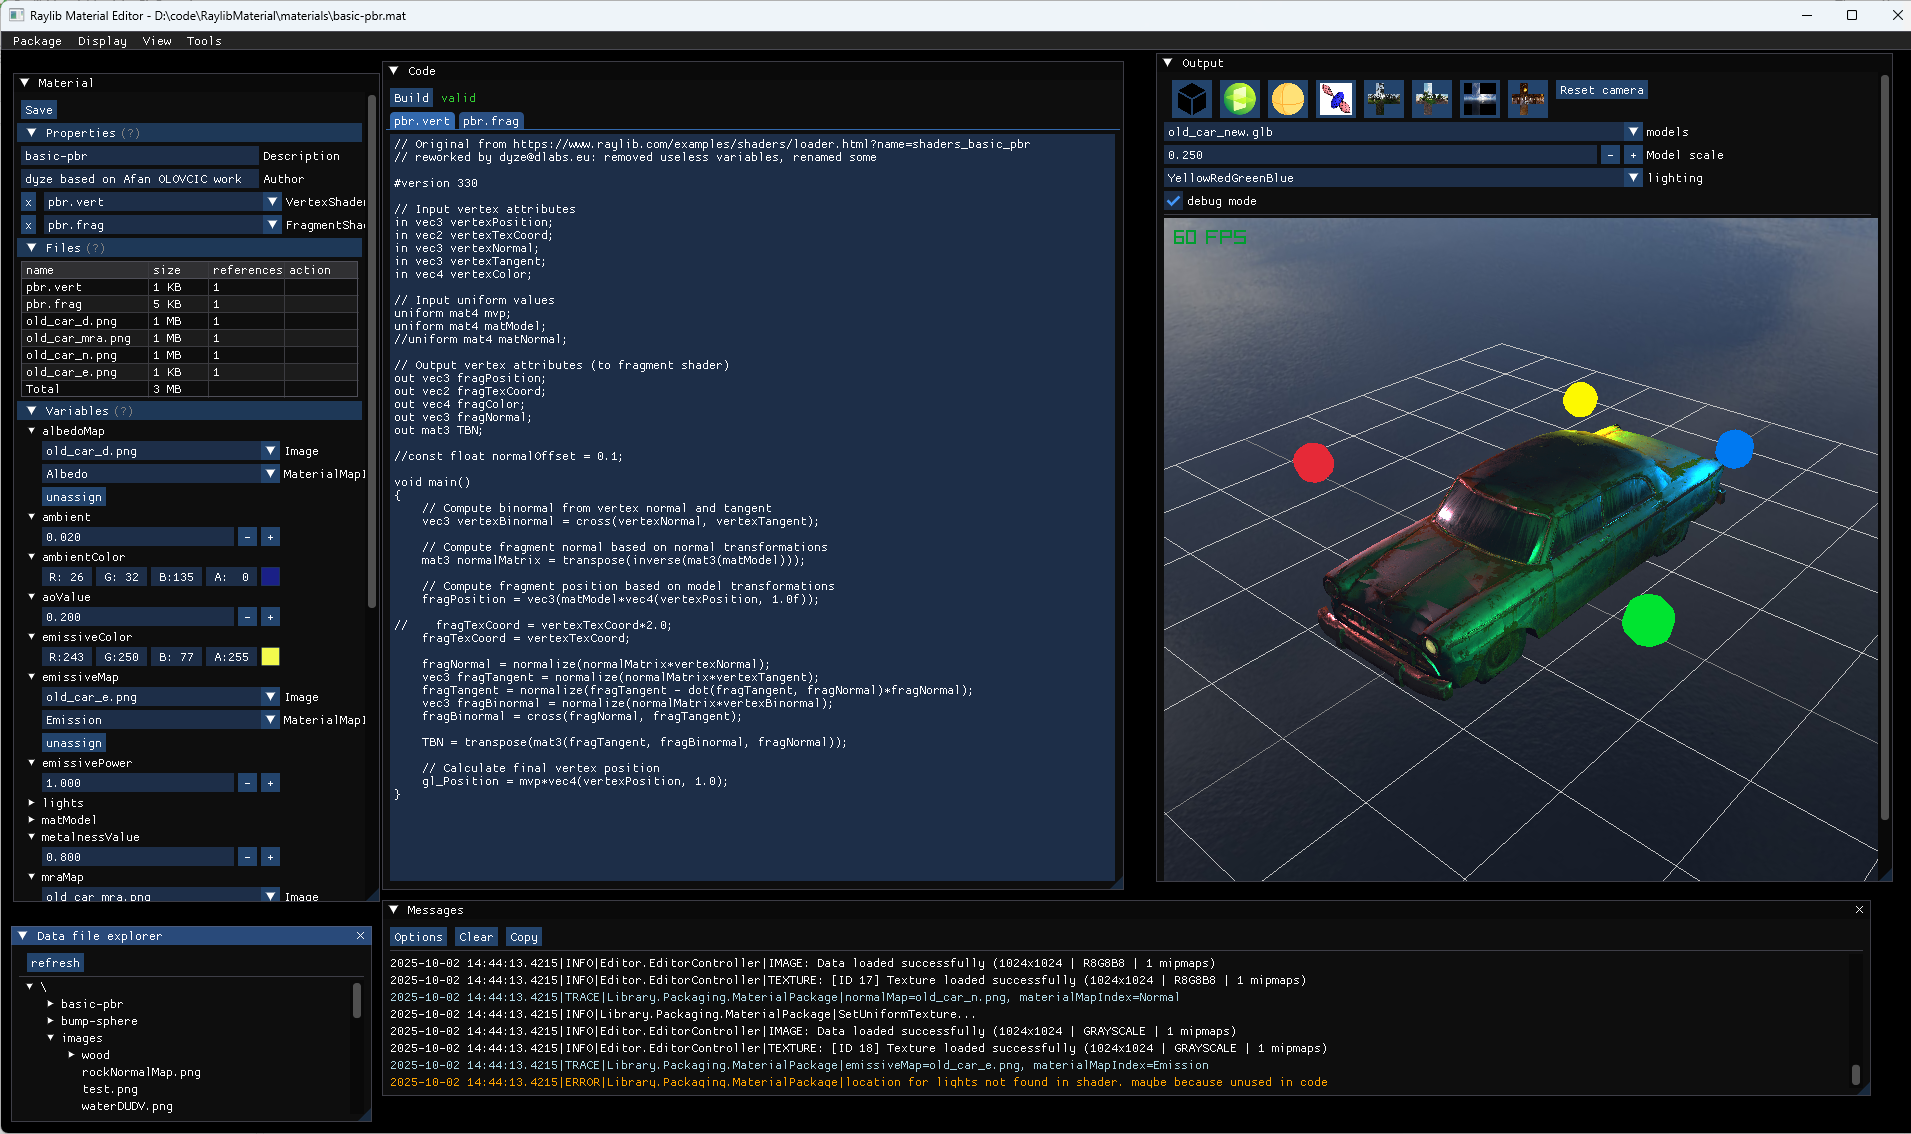 Raylib Material Editor - D:\code\RaylibMaterial\materials\basic-pbr.mat
Package Display View Tools
Material
Save
Properties (?)
basic-pbr Description
dyze based on Afan OLOVCIC work Author
x pbr.vert VertexShader
x pbr.frag FragmentSha
Files (?)
name size references action
pbr.vert 1 KB 1
pbr.frag 5 KB 1
old_car_d.png 1 MB 1
old_car_mra.png 1 MB 1
old_car_n.png 1 MB 1
old_car_e.png 1 KB 1
Total 3 MB
Variables (?)
albedoMap
old_car_d.png Image
Albedo MaterialMapI
unassign
ambient
0.020 - +
ambientColor
R: 26 G: 32 B:135 A: 0
aoValue
0.200 - +
emissiveColor
R:243 G:250 B: 77 A:255
emissiveMap
old_car_e.png Image
Emission MaterialMapI
unassign
emissivePower
1.000 - +
lights
matModel
metalnessValue
0.800 - +
mraMap
old_car_mra.png Image
Data file explorer
refresh
\
basic-pbr
bump-sphere
images
wood
rockNormalMap.png
test.png
waterDUDV.png
Code
Build valid
pbr.vert pbr.frag
// Original from https://www.raylib.com/examples/shaders/loader.html?name=shaders_basic_pbr
// reworked by dyze@dlabs.eu: removed useless variables, renamed some
#version 330
// Input vertex attributes
in vec3 vertexPosition;
in vec2 vertexTexCoord;
in vec3 vertexNormal;
in vec3 vertexTangent;
in vec4 vertexColor;
// Input uniform values
uniform mat4 mvp;
uniform mat4 matModel;
//uniform mat4 matNormal;
// Output vertex attributes (to fragment shader)
out vec3 fragPosition;
out vec2 fragTexCoord;
out vec4 fragColor;
out vec3 fragNormal;
out mat3 TBN;
//const float normalOffset = 0.1;
void main()
{
// Compute binormal from vertex normal and tangent
vec3 vertexBinormal = cross(vertexNormal, vertexTangent);
// Compute fragment normal based on normal transformations
mat3 normalMatrix = transpose(inverse(mat3(matModel)));
// Compute fragment position based on model transformations
fragPosition = vec3(matModel*vec4(vertexPosition, 1.0f));
// fragTexCoord = vertexTexCoord*2.0;
fragTexCoord = vertexTexCoord;
fragNormal = normalize(normalMatrix*vertexNormal);
vec3 fragTangent = normalize(normalMatrix*vertexTangent);
fragTangent = normalize(fragTangent - dot(fragTangent, fragNormal)*fragNormal);
vec3 fragBinormal = normalize(normalMatrix*vertexBinormal);
fragBinormal = cross(fragNormal, fragTangent);
TBN = transpose(mat3(fragTangent, fragBinormal, fragNormal));
// Calculate final vertex position
gl_Position = mvp*vec4(vertexPosition, 1.0);
}
Output
Reset camera
old_car_new.glb models
0.250 - + Model scale
YellowRedGreenBlue lighting
debug mode
60 FPS
Messages
Options Clear Copy
2025-10-02 14:44:13.4215|INFO|Editor.EditorController|IMAGE: Data loaded successfully (1024x1024 | R8G8B8 | 1 mipmaps)
2025-10-02 14:44:13.4215|INFO|Editor.EditorController|TEXTURE: [ID 17] Texture loaded successfully (1024x1024 | R8G8B8 | 1 mipmaps)
2025-10-02 14:44:13.4215|TRACE|Library.Packaging.MaterialPackage|normalMap=old_car_n.png, materialMapIndex=Normal
2025-10-02 14:44:13.4215|INFO|Library.Packaging.MaterialPackage|SetUniformTexture...
2025-10-02 14:44:13.4215|INFO|Editor.EditorController|IMAGE: Data loaded successfully (1024x1024 | GRAYSCALE | 1 mipmaps)
2025-10-02 14:44:13.4215|INFO|Editor.EditorController|TEXTURE: [ID 18] Texture loaded successfully (1024x1024 | GRAYSCALE | 1 mipmaps)
2025-10-02 14:44:13.4215|TRACE|Library.Packaging.MaterialPackage|emissiveMap=old_car_e.png, materialMapIndex=Emission
2025-10-02 14:44:13.4215|ERROR|Library.Packaging.MaterialPackage|location for lights not found in shader. maybe because unused in code